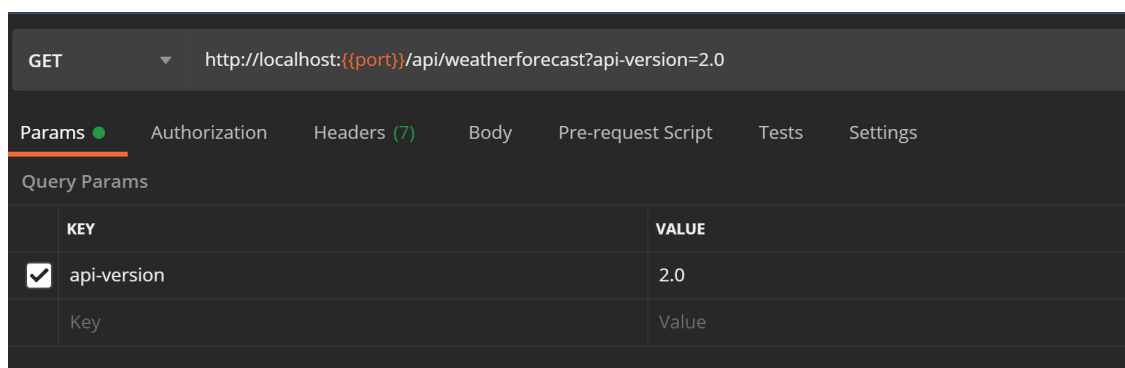 GET http://localhost:{{port}}/api/weatherforecast?api-version=2.0
Params Authorization Headers (7) Body Pre-request Script Tests Settings
Query Params
KEY VALUE
api-version 2.0
Key Value